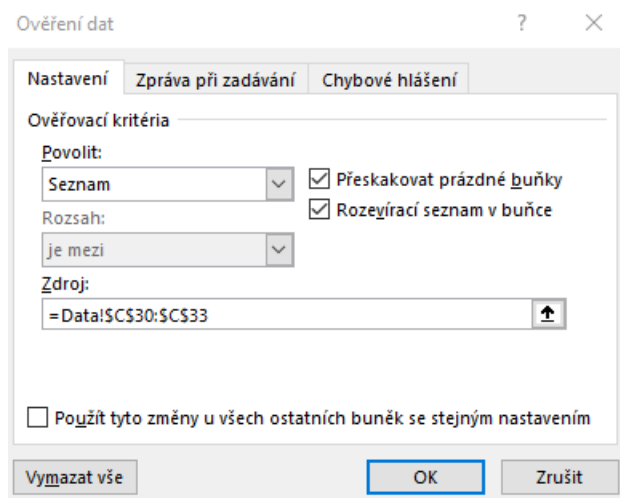 Ověření dat ?
Nastavení Zpráva při zadávání Chybové hlášení
Ověřovací kritéria
Povolit:
Seznam
Přeskakovat prázdné buňky
Rozevírací seznam v buňce
Rozsah:
je mezi
Zdroj:
=Data!$C$30:$C$33
Použít tyto změny u všech ostatních buněk se stejným nastavením
Vymazat vše OK Zrušit